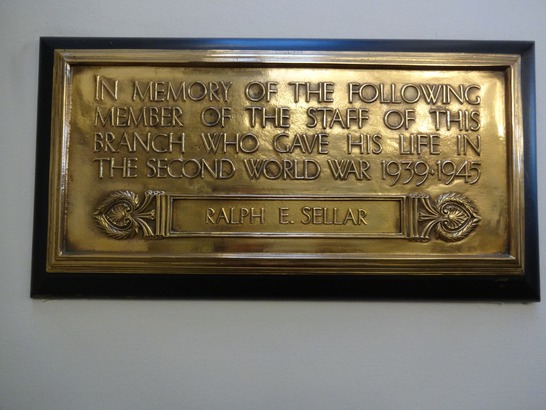 IN MEMORY OF THE FOLLOWING
MEMBER OF THE STAFF OF THIS
BRANCH WHO GAVE HIS LIFE IN
THE SECOND WORLD WAR 1939·1945
RALPH E. SELLAR